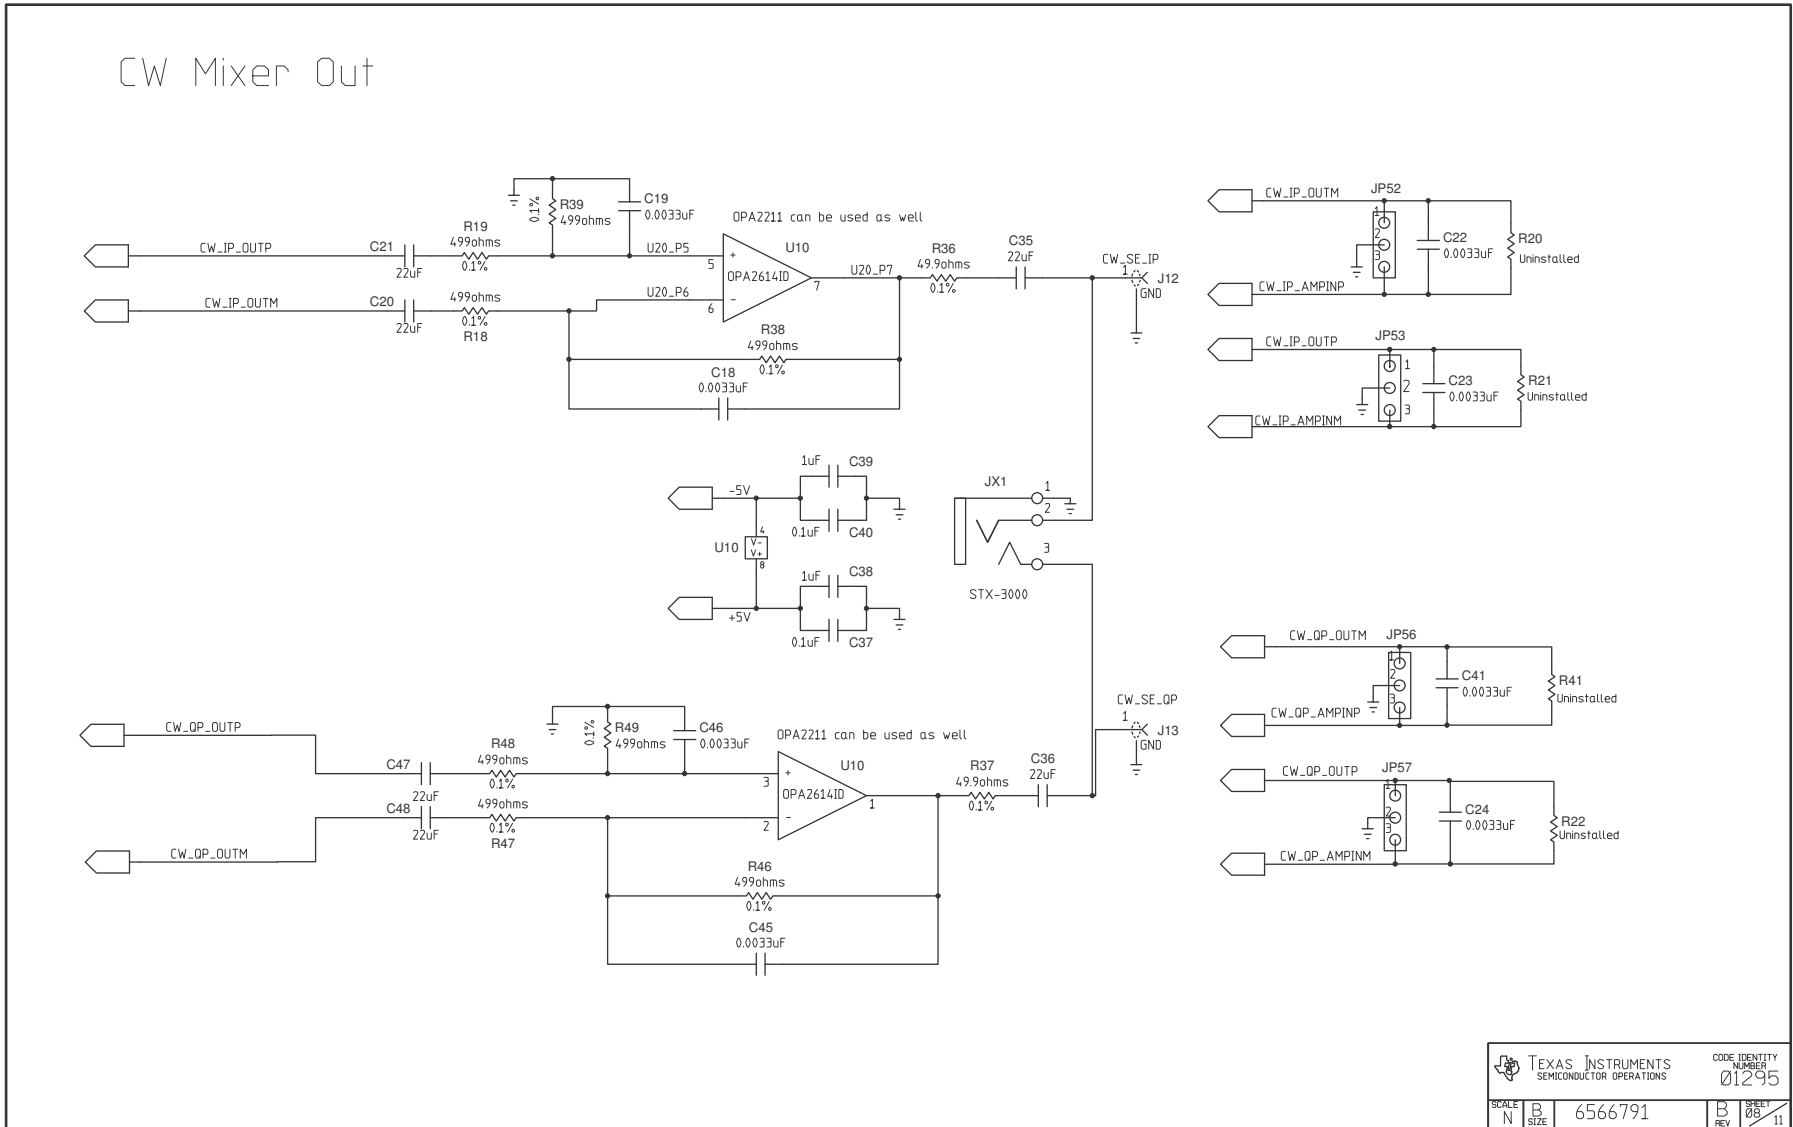 CW Mixer Out
CW_IP_OUTP
C21
22uF
R19
499ohms
0.1%
0.1%
R39
499ohms
C19
0.0033uF
OPA2211 can be used as well
U20_P5
5
+
U10
OPA2614ID
U20_P7
7
R36
49.9ohms
0.1%
C35
22uF
CW_SE_IP
1
J12
GND
CW_IP_OUTM
C20
22uF
499ohms
0.1%
R18
U20_P6
6
-
R38
499ohms
0.1%
C18
0.0033uF
CW_IP_OUTM
JP52
1
2
3
C22
0.0033uF
R20
Uninstalled
CW_IP_AMPINP
CW_IP_OUTP
JP53
1
2
3
C23
0.0033uF
R21
Uninstalled
CW_IP_AMPINM
-5V
1uF
C39
0.1uF
C40
U10
4
V-
V+
8
+5V
1uF
C38
0.1uF
C37
JX1
1
2
3
STX-3000
CW_QP_OUTP
C47
22uF
R48
499ohms
0.1%
0.1%
R49
499ohms
C46
0.0033uF
OPA2211 can be used as well
3
+
U10
OPA2614ID
1
R37
49.9ohms
0.1%
C36
22uF
CW_SE_QP
1
J13
GND
CW_QP_OUTM
C48
22uF
499ohms
0.1%
R47
2
-
R46
499ohms
0.1%
C45
0.0033uF
CW_QP_OUTM
JP56
1
2
3
C41
0.0033uF
R41
Uninstalled
CW_QP_AMPINP
CW_QP_OUTP
JP57
1
2
3
C24
0.0033uF
R22
Uninstalled
CW_QP_AMPINM
TEXAS INSTRUMENTS
SEMICONDUCTOR OPERATIONS
CODE IDENTITY
NUMBER
01295
SCALE
N
B
SIZE
6566791
B
REV
SHEET
08
11